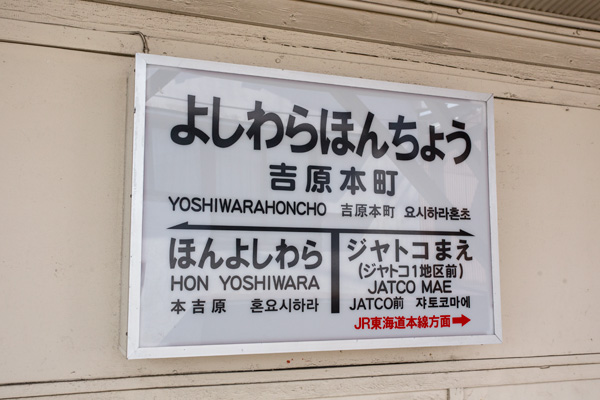 よしわらほんちょう
吉原本町
YOSHIWARAHONCHO 吉原本町 요시하라혼초
ほんよしわら
HON YOSHIWARA
本吉原 혼요시하라
ジヤトコまえ
(ジヤトコ1地区前)
JATCO MAE
JATCO前 쟈토코마에
JR東海道本線方面➡